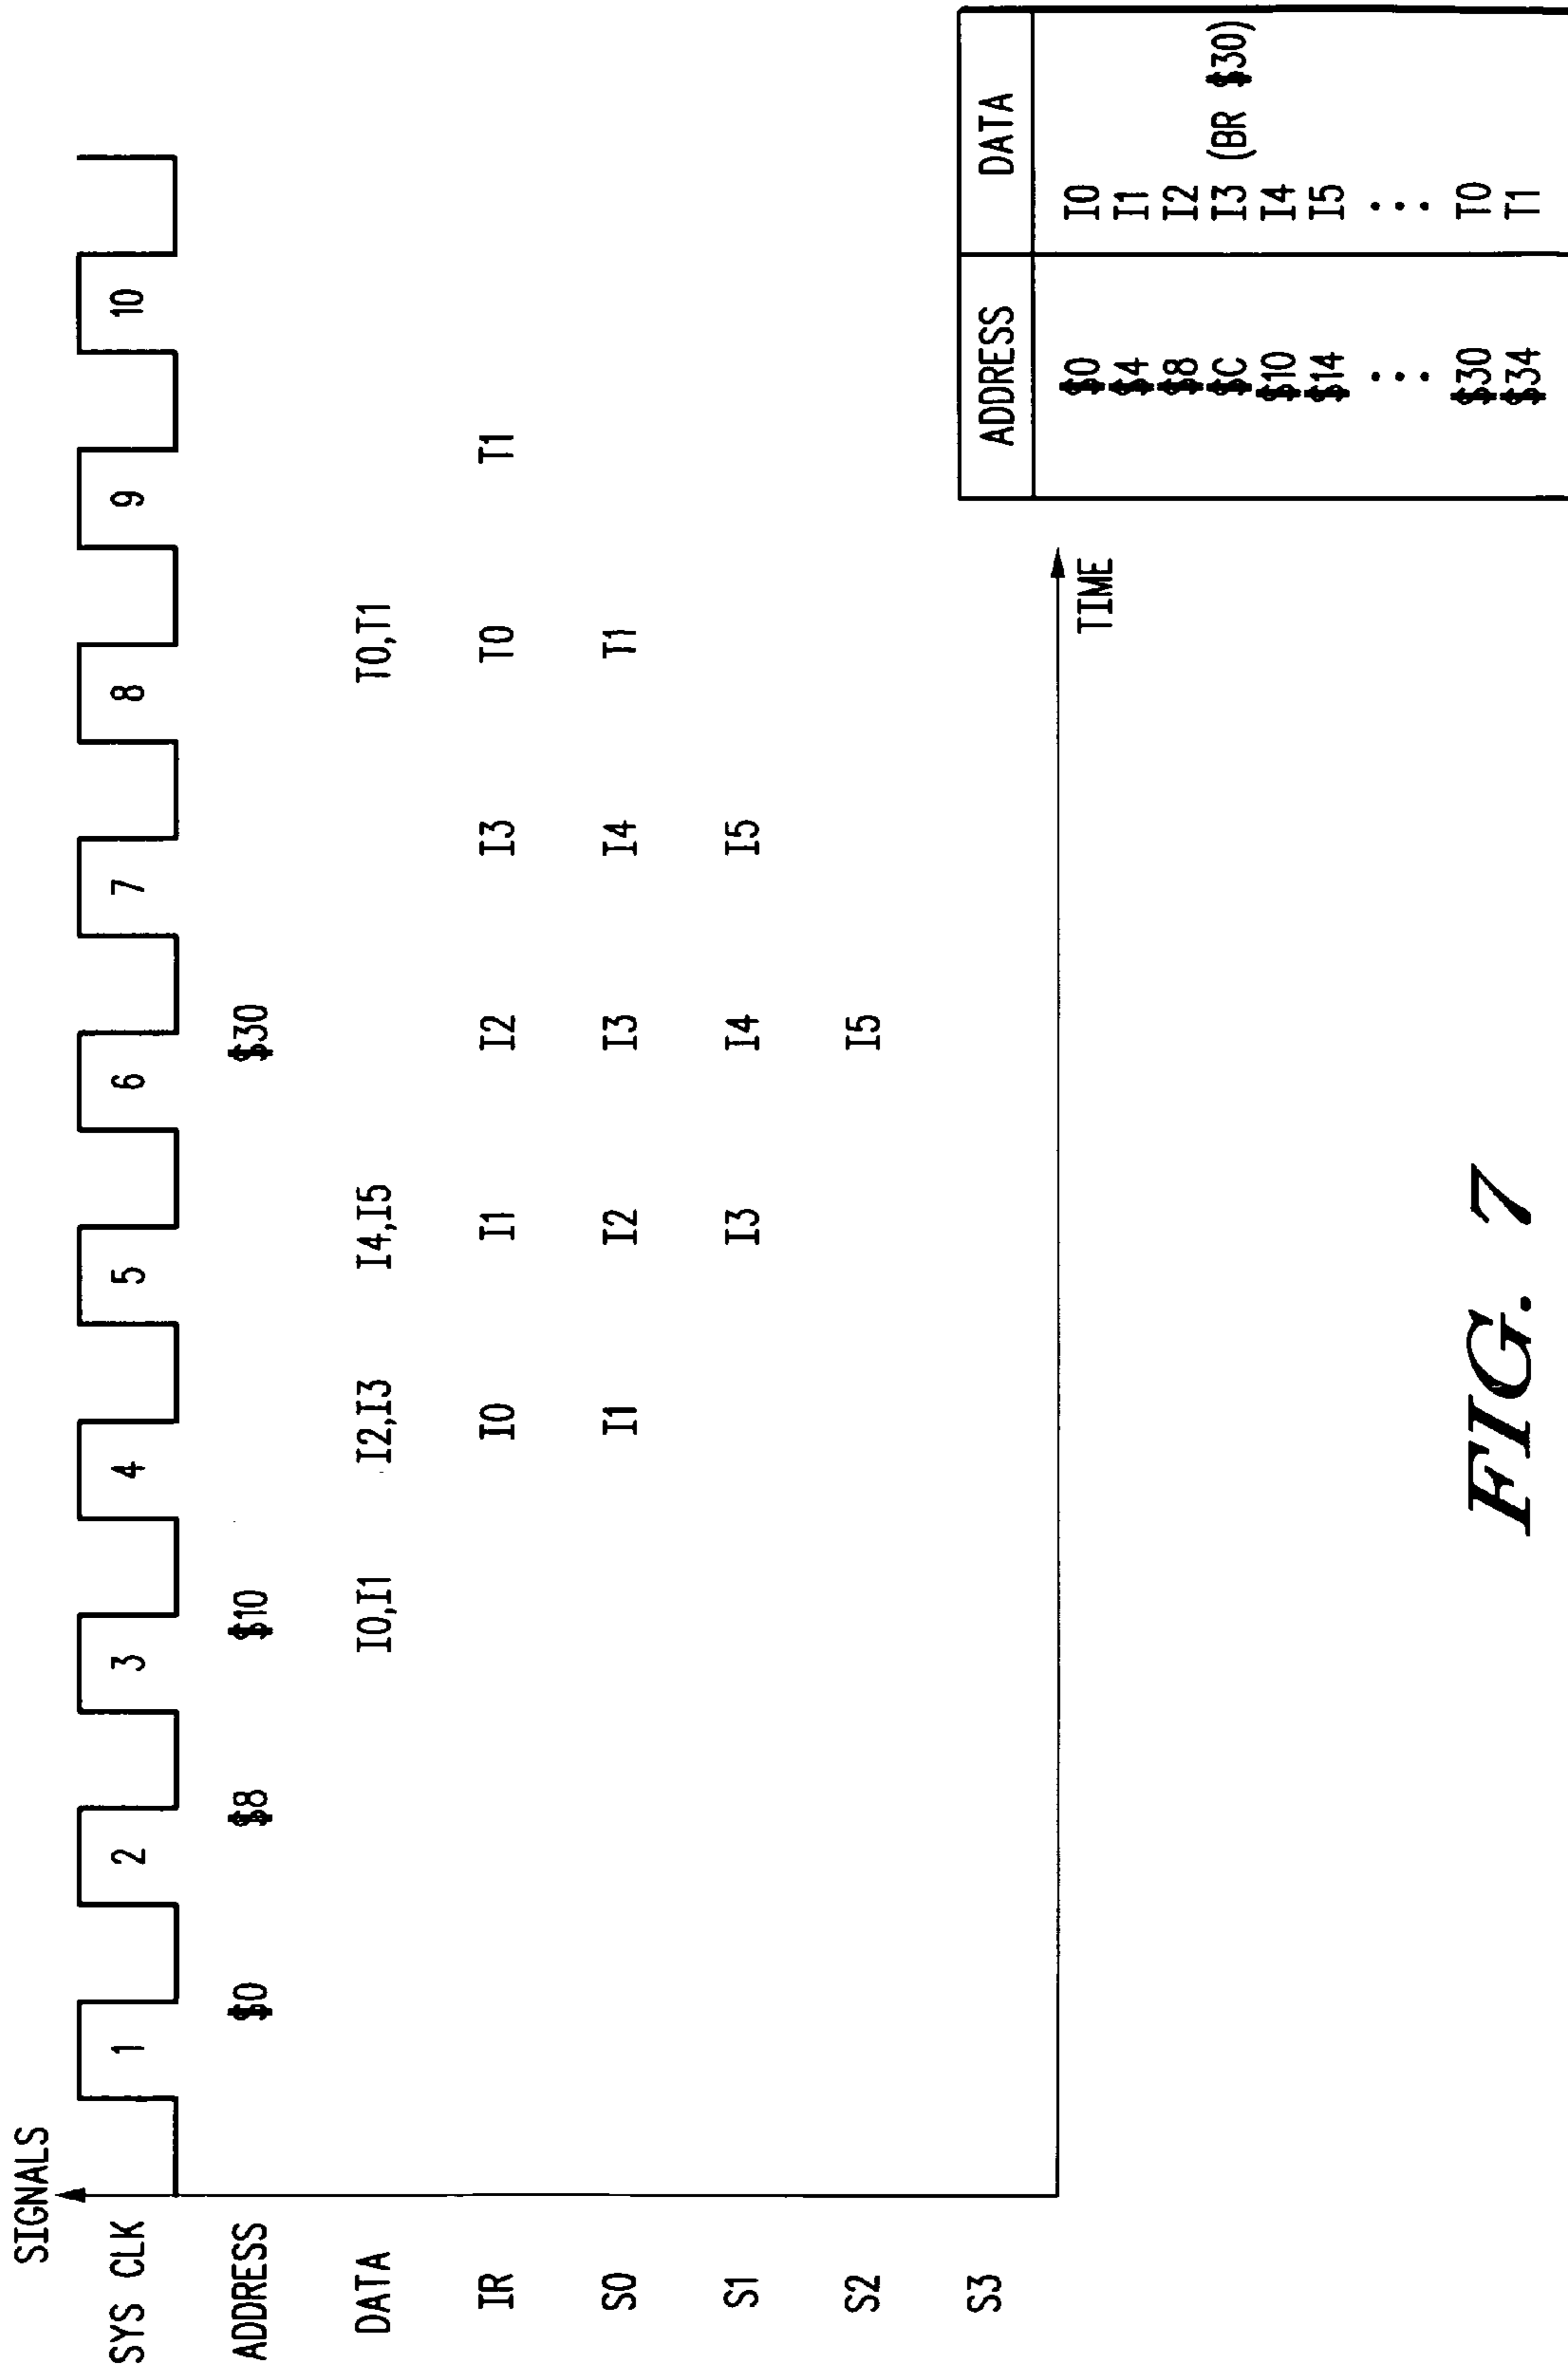 SIGNALS
SYS CLK 1 2 3 4 5 6 7 8 9 10
ADDRESS $0 $8 $10 $30
DATA I0,I1 I2,I3 I4,I5 T0,T1
IR I0 I1 I2 I3 T0 T1
S0 I1 I2 I3 I4 T1
S1 I3 I4 I5
S2 I5
S3
TIME
ADDRESS DATA
$0 I0
$4 I1
$8 I2
$C I3 (BR $30)
$10 I4
$14 I5
$30 T0
$34 T1
FIG. 7